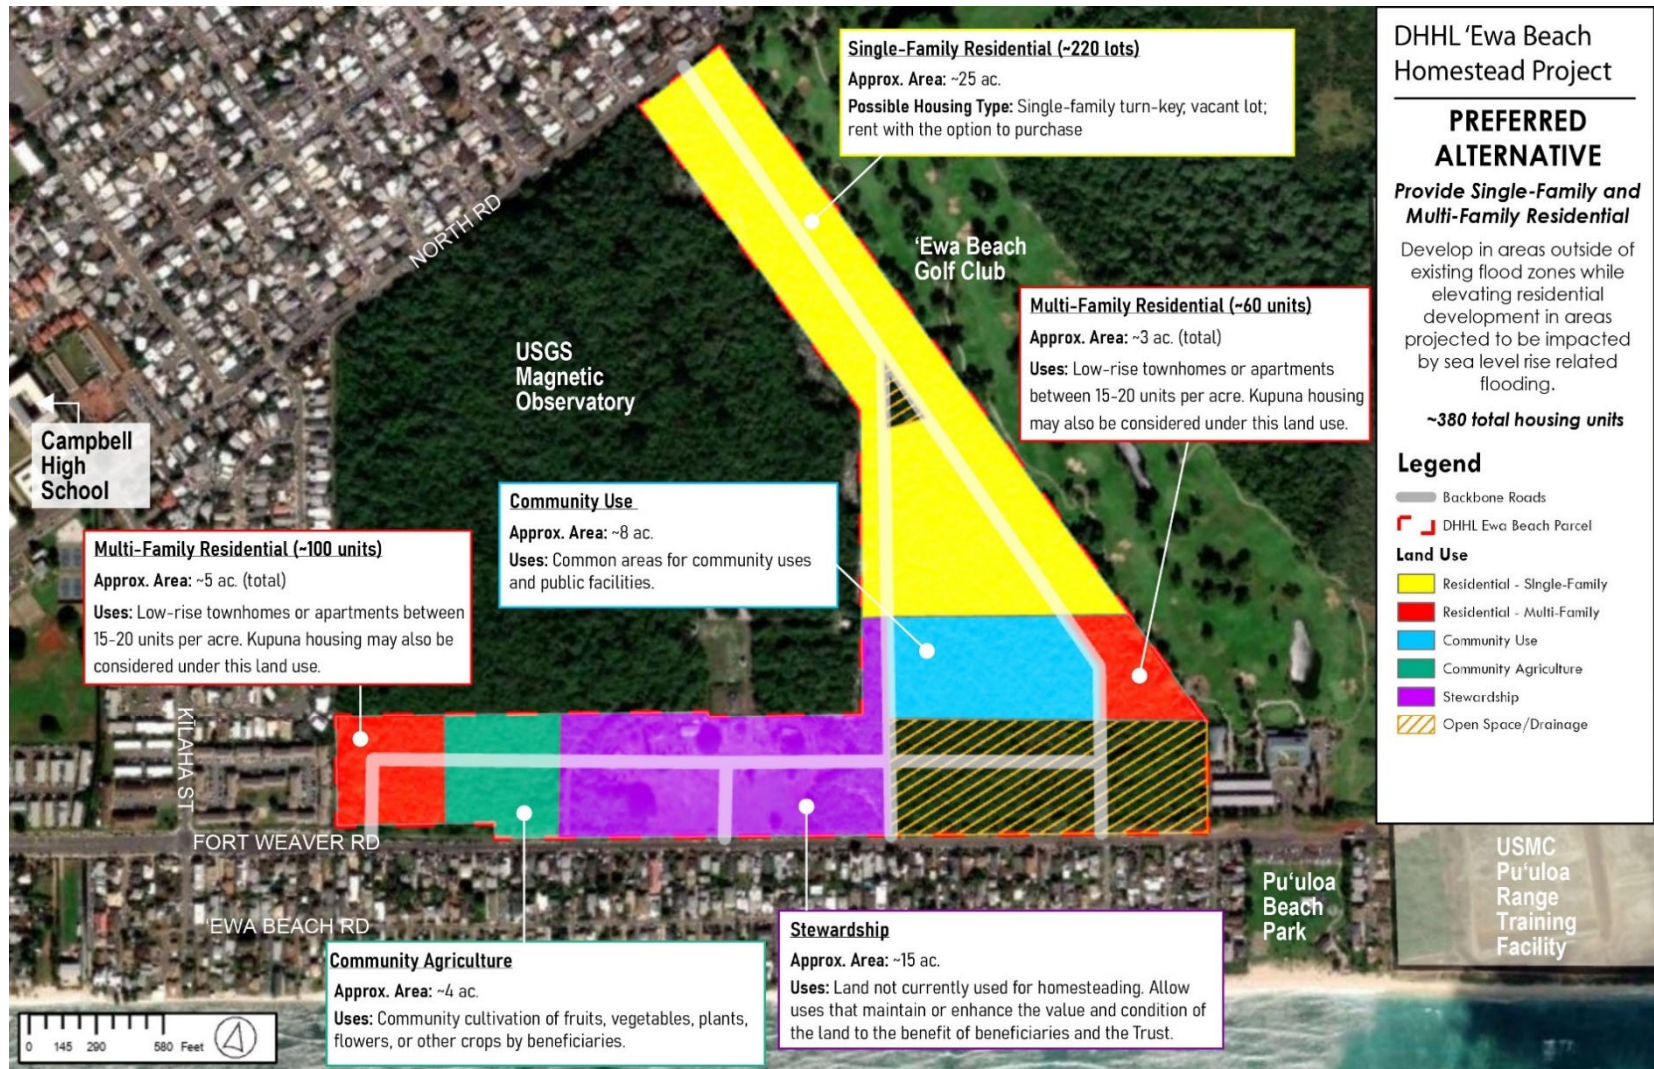 Single-Family Residential (~220 lots)
Approx. Area: ~25 ac.
Possible Housing Type: Single-family turn-key; vacant lot;
rent with the option to purchase
DHHL ‘Ewa Beach
Homestead Project
PREFERRED
ALTERNATIVE
Provide Single-Family and
Multi-Family Residential
Develop in areas outside of
existing flood zones while
elevating residential
development in areas
projected to be impacted
by sea level rise related
flooding.
~380 total housing units
Legend
Backbone Roads
DHHL Ewa Beach Parcel
Land Use
Residential - SIngle-Family
Residential - Multi-Family
Community Use
Community Agriculture
Stewardship
Open Space/Drainage
NORTH RD
‘Ewa Beach
Golf Club
Multi-Family Residential (~60 units)
Approx. Area: ~3 ac. (total)
Uses: Low-rise townhomes or apartments
between 15-20 units per acre. Kupuna housing
may also be considered under this land use.
USGS
Magnetic
Observatory
Campbell
High
School
Community Use
Approx. Area: ~8 ac.
Uses: Common areas for community uses
and public facilities.
Multi-Family Residential (~100 units)
Approx. Area: ~5 ac. (total)
Uses: Low-rise townhomes or apartments between
15-20 units per acre. Kupuna housing may also be
considered under this land use.
KĪLAHA ST
FORT WEAVER RD
‘EWA BEACH RD
Pu‘uloa
Beach
Park
USMC
Pu‘uloa
Range
Training
Facility
Community Agriculture
Approx. Area: ~4 ac.
Uses: Community cultivation of fruits, vegetables, plants,
flowers, or other crops by beneficiaries.
Stewardship
Approx. Area: ~15 ac.
Uses: Land not currently used for homesteading. Allow
uses that maintain or enhance the value and condition of
the land to the benefit of beneficiaries and the Trust.
0 145 290 580 Feet